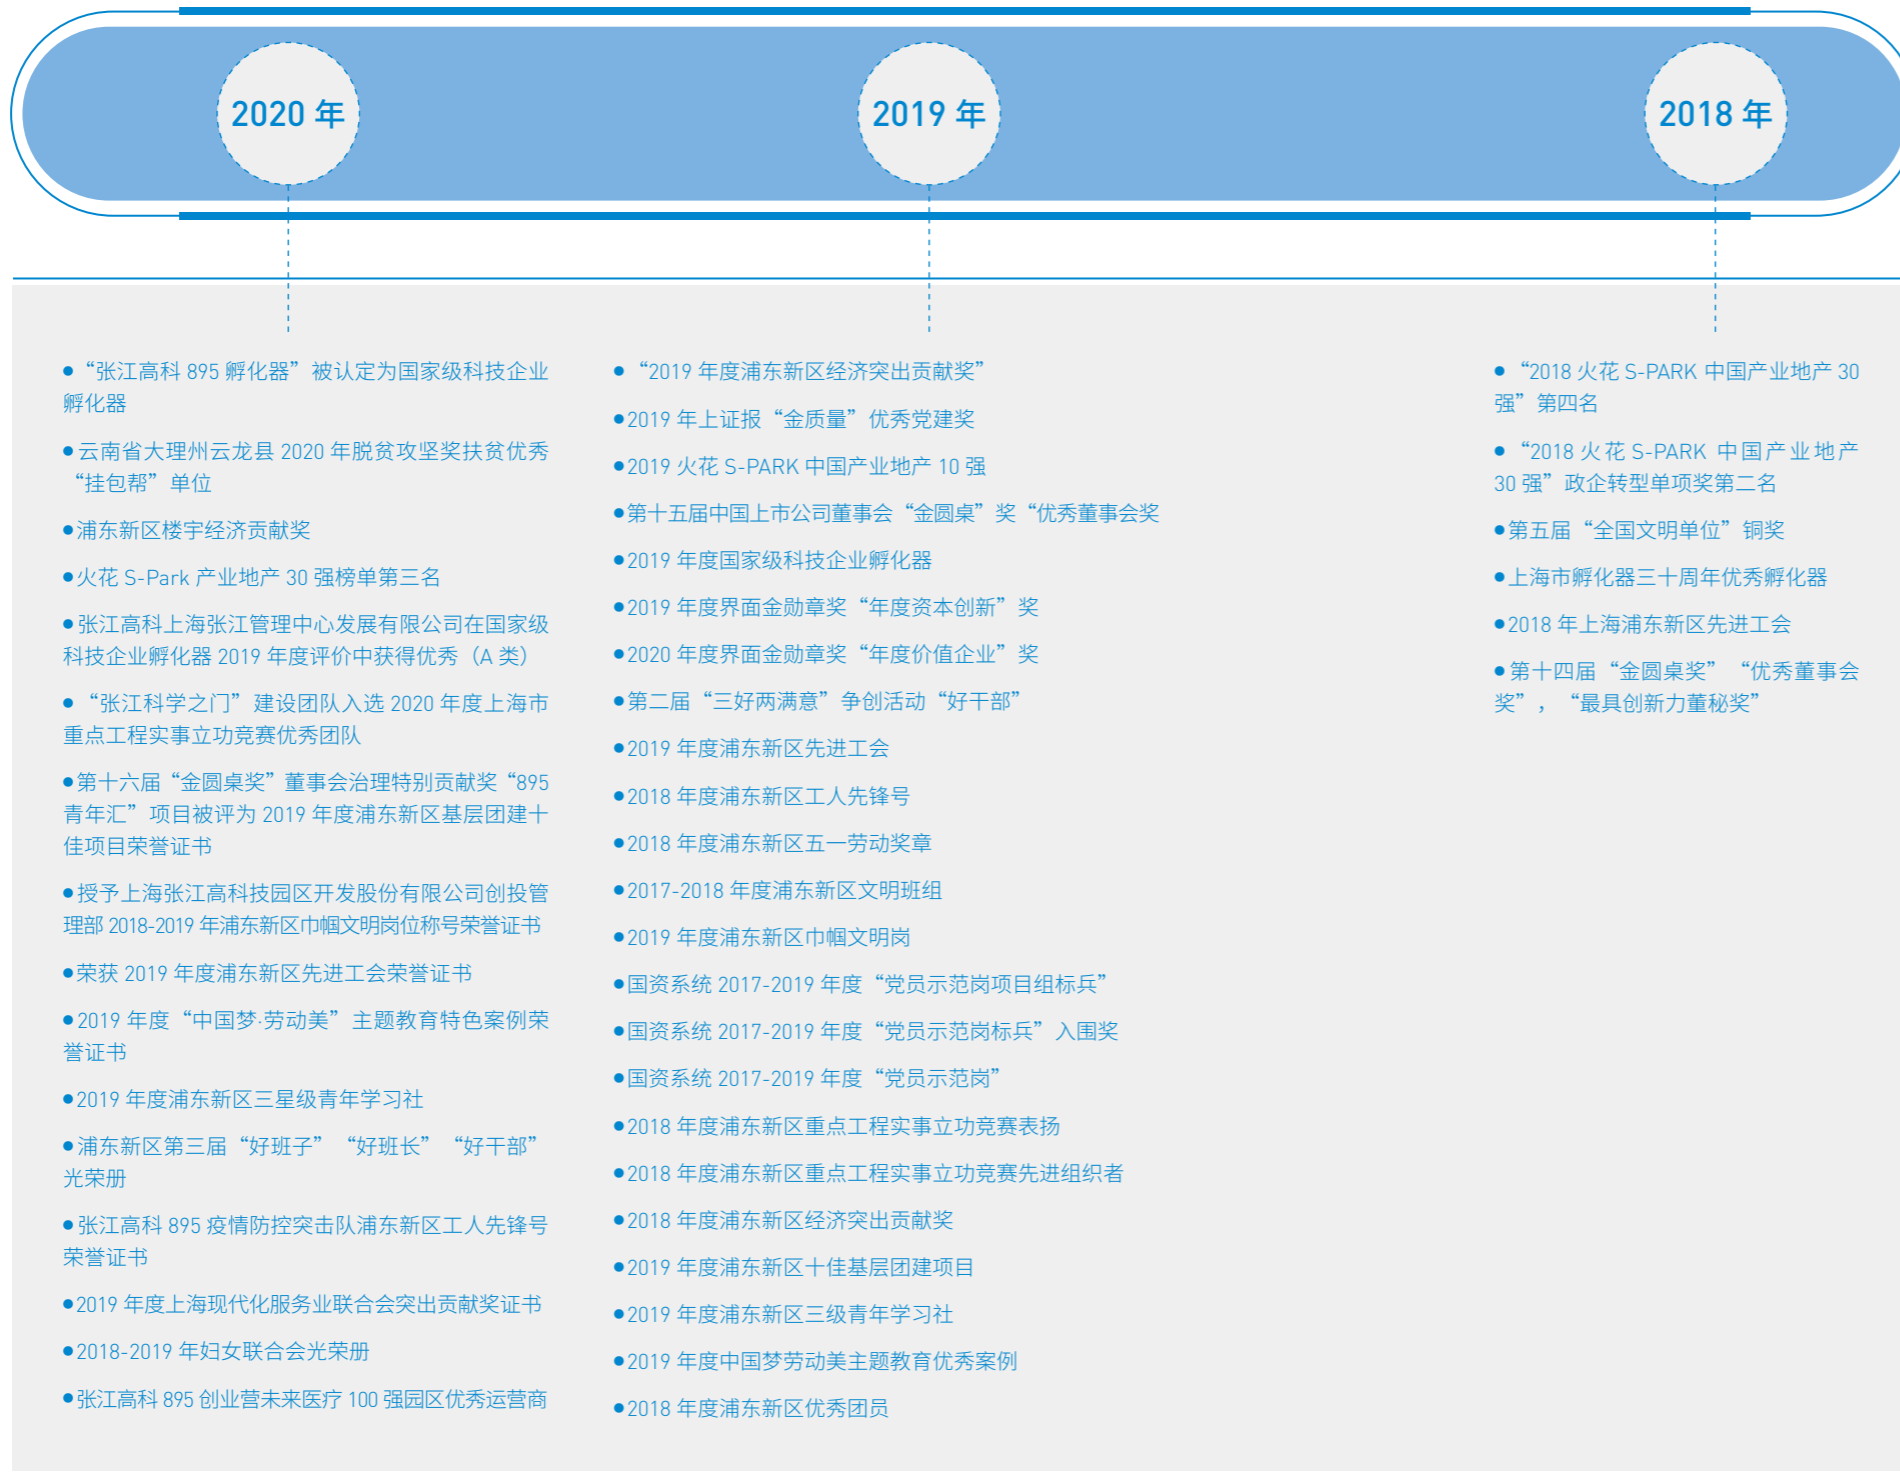 2020 年
2019 年
2018 年
●“张江高科 895 孵化器”被认定为国家级科技企业
孵化器
●云南省大理州云龙县 2020 年脱贫攻坚奖扶贫优秀
“挂包帮”单位
●浦东新区楼宇经济贡献奖
●火花 S-Park 产业地产 30 强榜单第三名
●张江高科上海张江管理中心发展有限公司在国家级
科技企业孵化器 2019 年度评价中获得优秀（A 类）
●“张江科学之门”建设团队入选 2020 年度上海市
重点工程实事立功竞赛优秀团队
●第十六届“金圆桌奖”董事会治理特别贡献奖“895
青年汇”项目被评为 2019 年度浦东新区基层团建十
佳项目荣誉证书
●授予上海张江高科技园区开发股份有限公司创投管
理部 2018-2019 年浦东新区巾帼文明岗位称号荣誉证书
●荣获 2019 年度浦东新区先进工会荣誉证书
●2019 年度“中国梦·劳动美”主题教育特色案例荣
誉证书
●2019 年度浦东新区三星级青年学习社
●浦东新区第三届“好班子”“好班长”“好干部”
光荣册
●张江高科 895 疫情防控突击队浦东新区工人先锋号
荣誉证书
●2019 年度上海现代化服务业联合会突出贡献奖证书
●2018-2019 年妇女联合会光荣册
●张江高科 895 创业营未来医疗 100 强园区优秀运营商
●“2019 年度浦东新区经济突出贡献奖”
●2019 年上证报“金质量”优秀党建奖
●2019 火花 S-PARK 中国产业地产 10 强
●第十五届中国上市公司董事会“金圆桌”奖“优秀董事会奖
●2019 年度国家级科技企业孵化器
●2019 年度界面金勋章奖“年度资本创新”奖
●2020 年度界面金勋章奖“年度价值企业”奖
●第二届“三好两满意”争创活动“好干部”
●2019 年度浦东新区先进工会
●2018 年度浦东新区工人先锋号
●2018 年度浦东新区五一劳动奖章
●2017-2018 年度浦东新区文明班组
●2019 年度浦东新区巾帼文明岗
●国资系统 2017-2019 年度“党员示范岗项目组标兵”
●国资系统 2017-2019 年度“党员示范岗标兵”入围奖
●国资系统 2017-2019 年度“党员示范岗”
●2018 年度浦东新区重点工程实事立功竞赛表扬
●2018 年度浦东新区重点工程实事立功竞赛先进组织者
●2018 年度浦东新区经济突出贡献奖
●2019 年度浦东新区十佳基层团建项目
●2019 年度浦东新区三级青年学习社
●2019 年度中国梦劳动美主题教育优秀案例
●2018 年度浦东新区优秀团员
●“2018 火花 S-PARK 中国产业地产 30
强”第四名
●“2018 火花 S-PARK 中国产业地产
30 强”政企转型单项奖第二名
●第五届“全国文明单位”铜奖
●上海市孵化器三十周年优秀孵化器
●2018 年上海浦东新区先进工会
●第十四届“金圆桌奖”“优秀董事会
奖”，“最具创新力董秘奖”